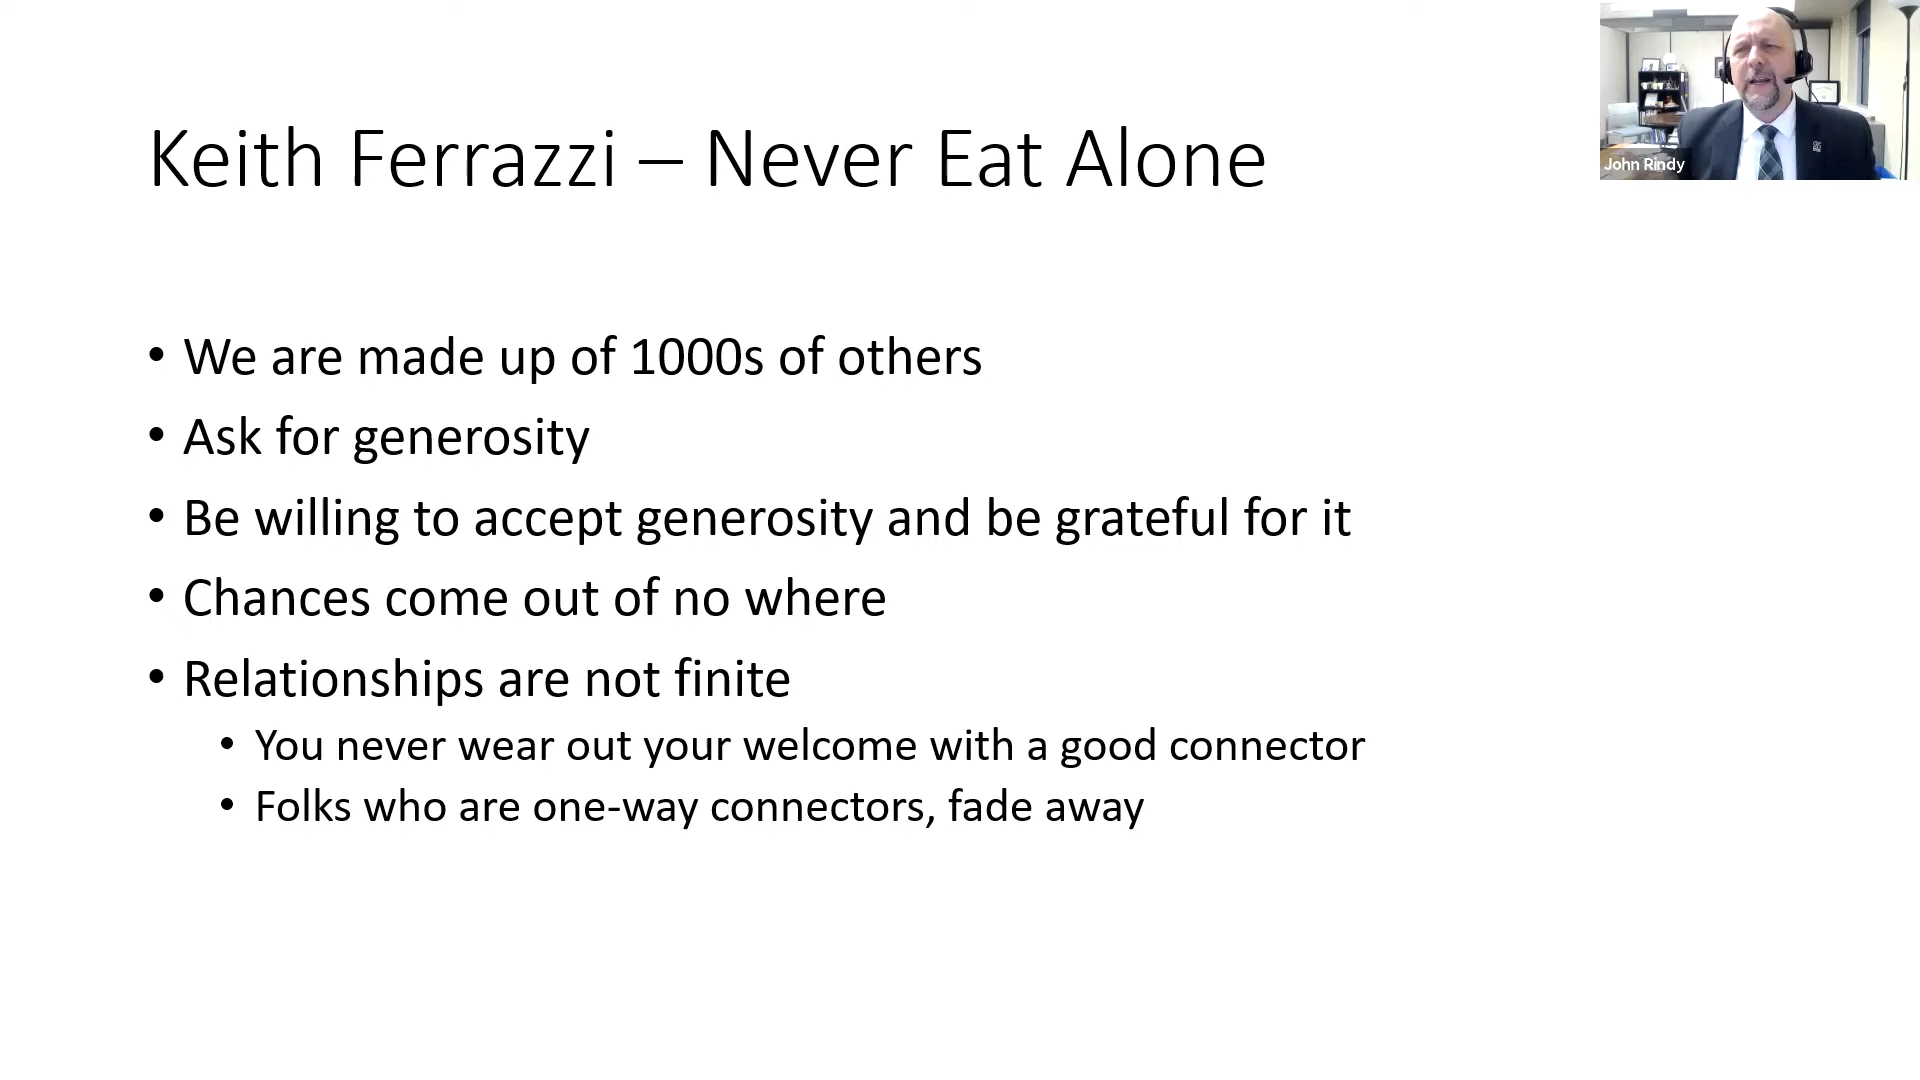 Keith Ferrazzi – Never Eat Alone
John Rindy
• We are made up of 1000s of others
• Ask for generosity
• Be willing to accept generosity and be grateful for it
• Chances come out of no where
• Relationships are not finite
• You never wear out your welcome with a good connector
• Folks who are one-way connectors, fade away